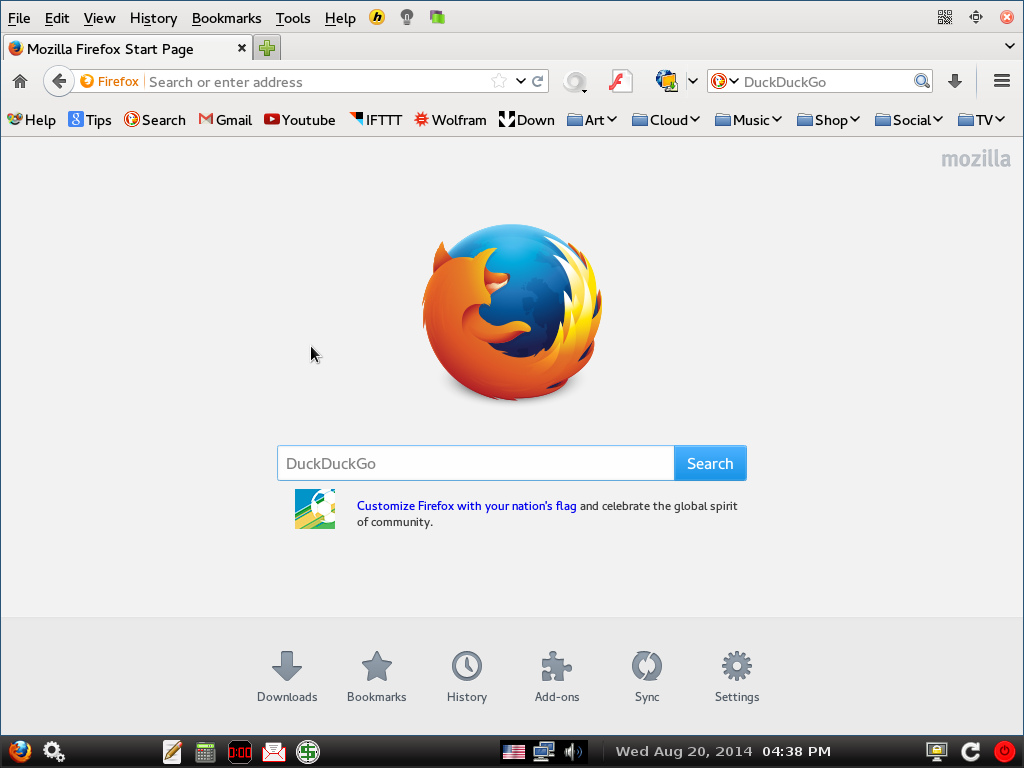 File Edit View History Bookmarks Tools Help
Mozilla Firefox Start Page
Firefox Search or enter address DuckDuckGo
Help Tips Search Gmail Youtube IFTTT Wolfram Down Art Cloud Music Shop Social TV
mozilla
DuckDuckGo Search
Customize Firefox with your nation's flag and celebrate the global spirit
of community.
Downloads Bookmarks History Add-ons Sync Settings
0:00 Wed Aug 20, 2014 04:38 PM